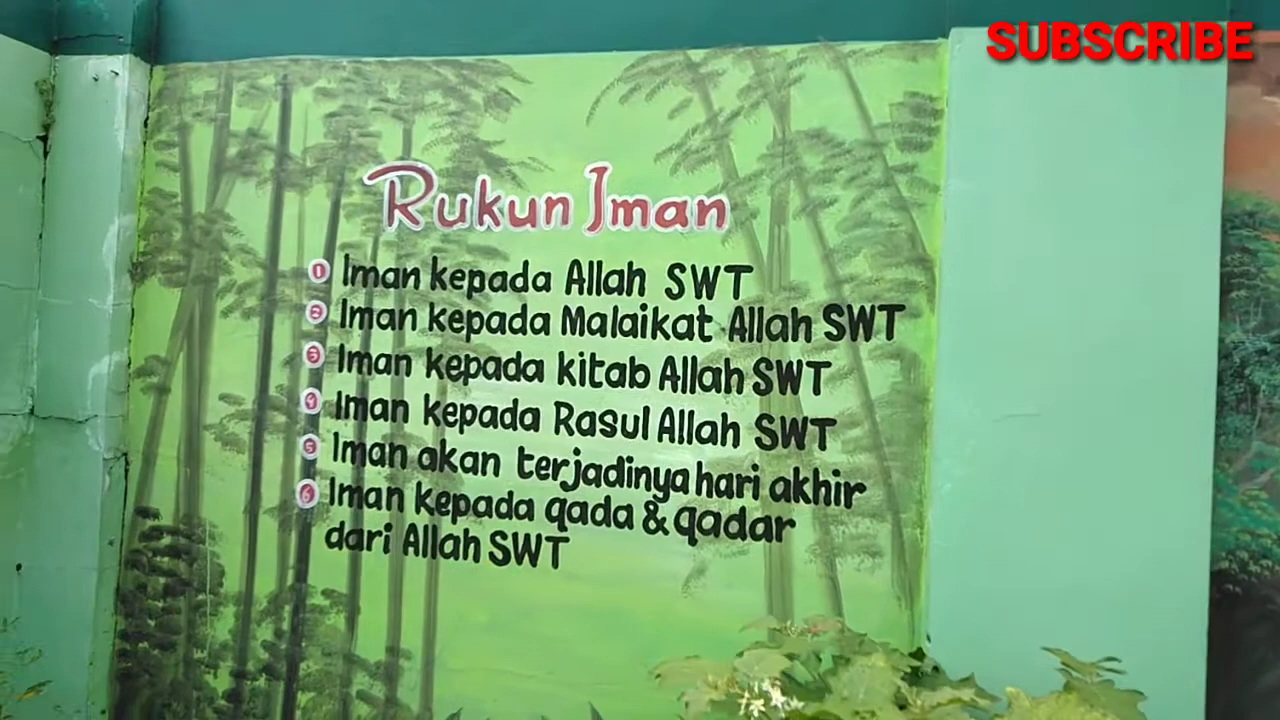 SUBSCRIBE
Rukun Iman
1 Iman kepada Allah SWT
2 Iman kepada Malaikat Allah SWT
3 Iman kepada kitab Allah SWT
4 Iman kepada Rasul Allah SWT
5 Iman akan terjadinya hari akhir
6 Iman kepada qada & qadar
dari Allah SWT